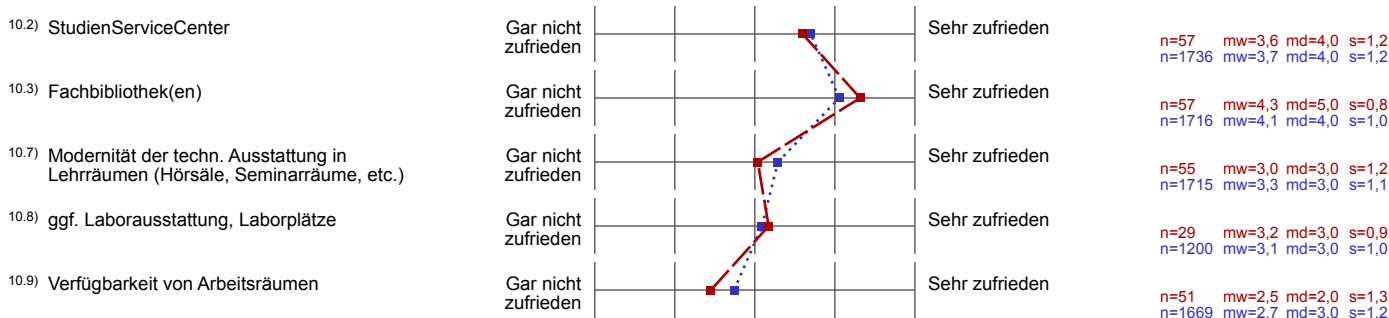 10.2) StudienServiceCenter
Gar nicht
zufrieden
Sehr zufrieden
n=57 mw=3,6 md=4,0 s=1,2
n=1736 mw=3,7 md=4,0 s=1,2
10.3) Fachbibliothek(en)
Gar nicht
zufrieden
Sehr zufrieden
n=57 mw=4,3 md=5,0 s=0,8
n=1716 mw=4,1 md=4,0 s=1,0
10.7) Modernität der techn. Ausstattung in
Lehrräumen (Hörsäle, Seminarräume, etc.)
Gar nicht
zufrieden
Sehr zufrieden
n=55 mw=3,0 md=3,0 s=1,2
n=1715 mw=3,3 md=3,0 s=1,1
10.8) ggf. Laborausstattung, Laborplätze
Gar nicht
zufrieden
Sehr zufrieden
n=29 mw=3,2 md=3,0 s=0,9
n=1200 mw=3,1 md=3,0 s=1,0
10.9) Verfügbarkeit von Arbeitsräumen
Gar nicht
zufrieden
Sehr zufrieden
n=51 mw=2,5 md=2,0 s=1,3
n=1669 mw=2,7 md=3,0 s=1,2